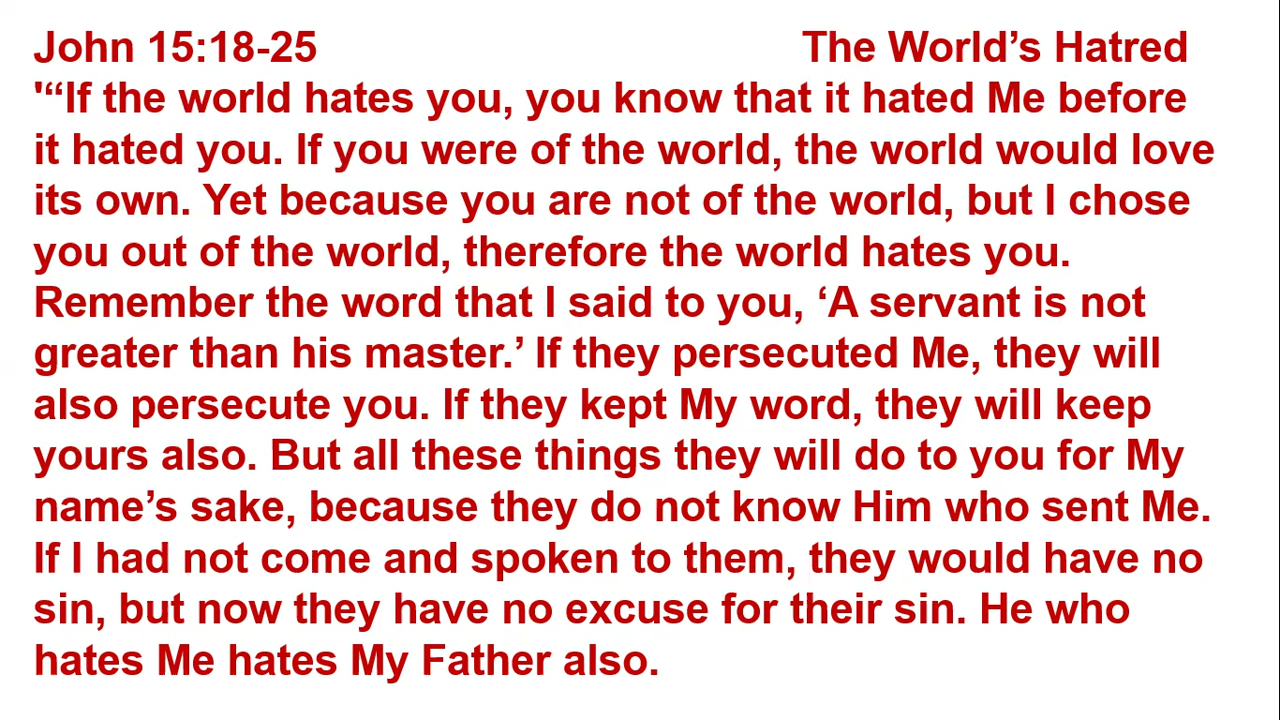 John 15:18-25 The World’s Hatred
'“If the world hates you, you know that it hated Me before
it hated you. If you were of the world, the world would love
its own. Yet because you are not of the world, but I chose
you out of the world, therefore the world hates you.
Remember the word that I said to you, ‘A servant is not
greater than his master.’ If they persecuted Me, they will
also persecute you. If they kept My word, they will keep
yours also. But all these things they will do to you for My
name’s sake, because they do not know Him who sent Me.
If I had not come and spoken to them, they would have no
sin, but now they have no excuse for their sin. He who
hates Me hates My Father also.